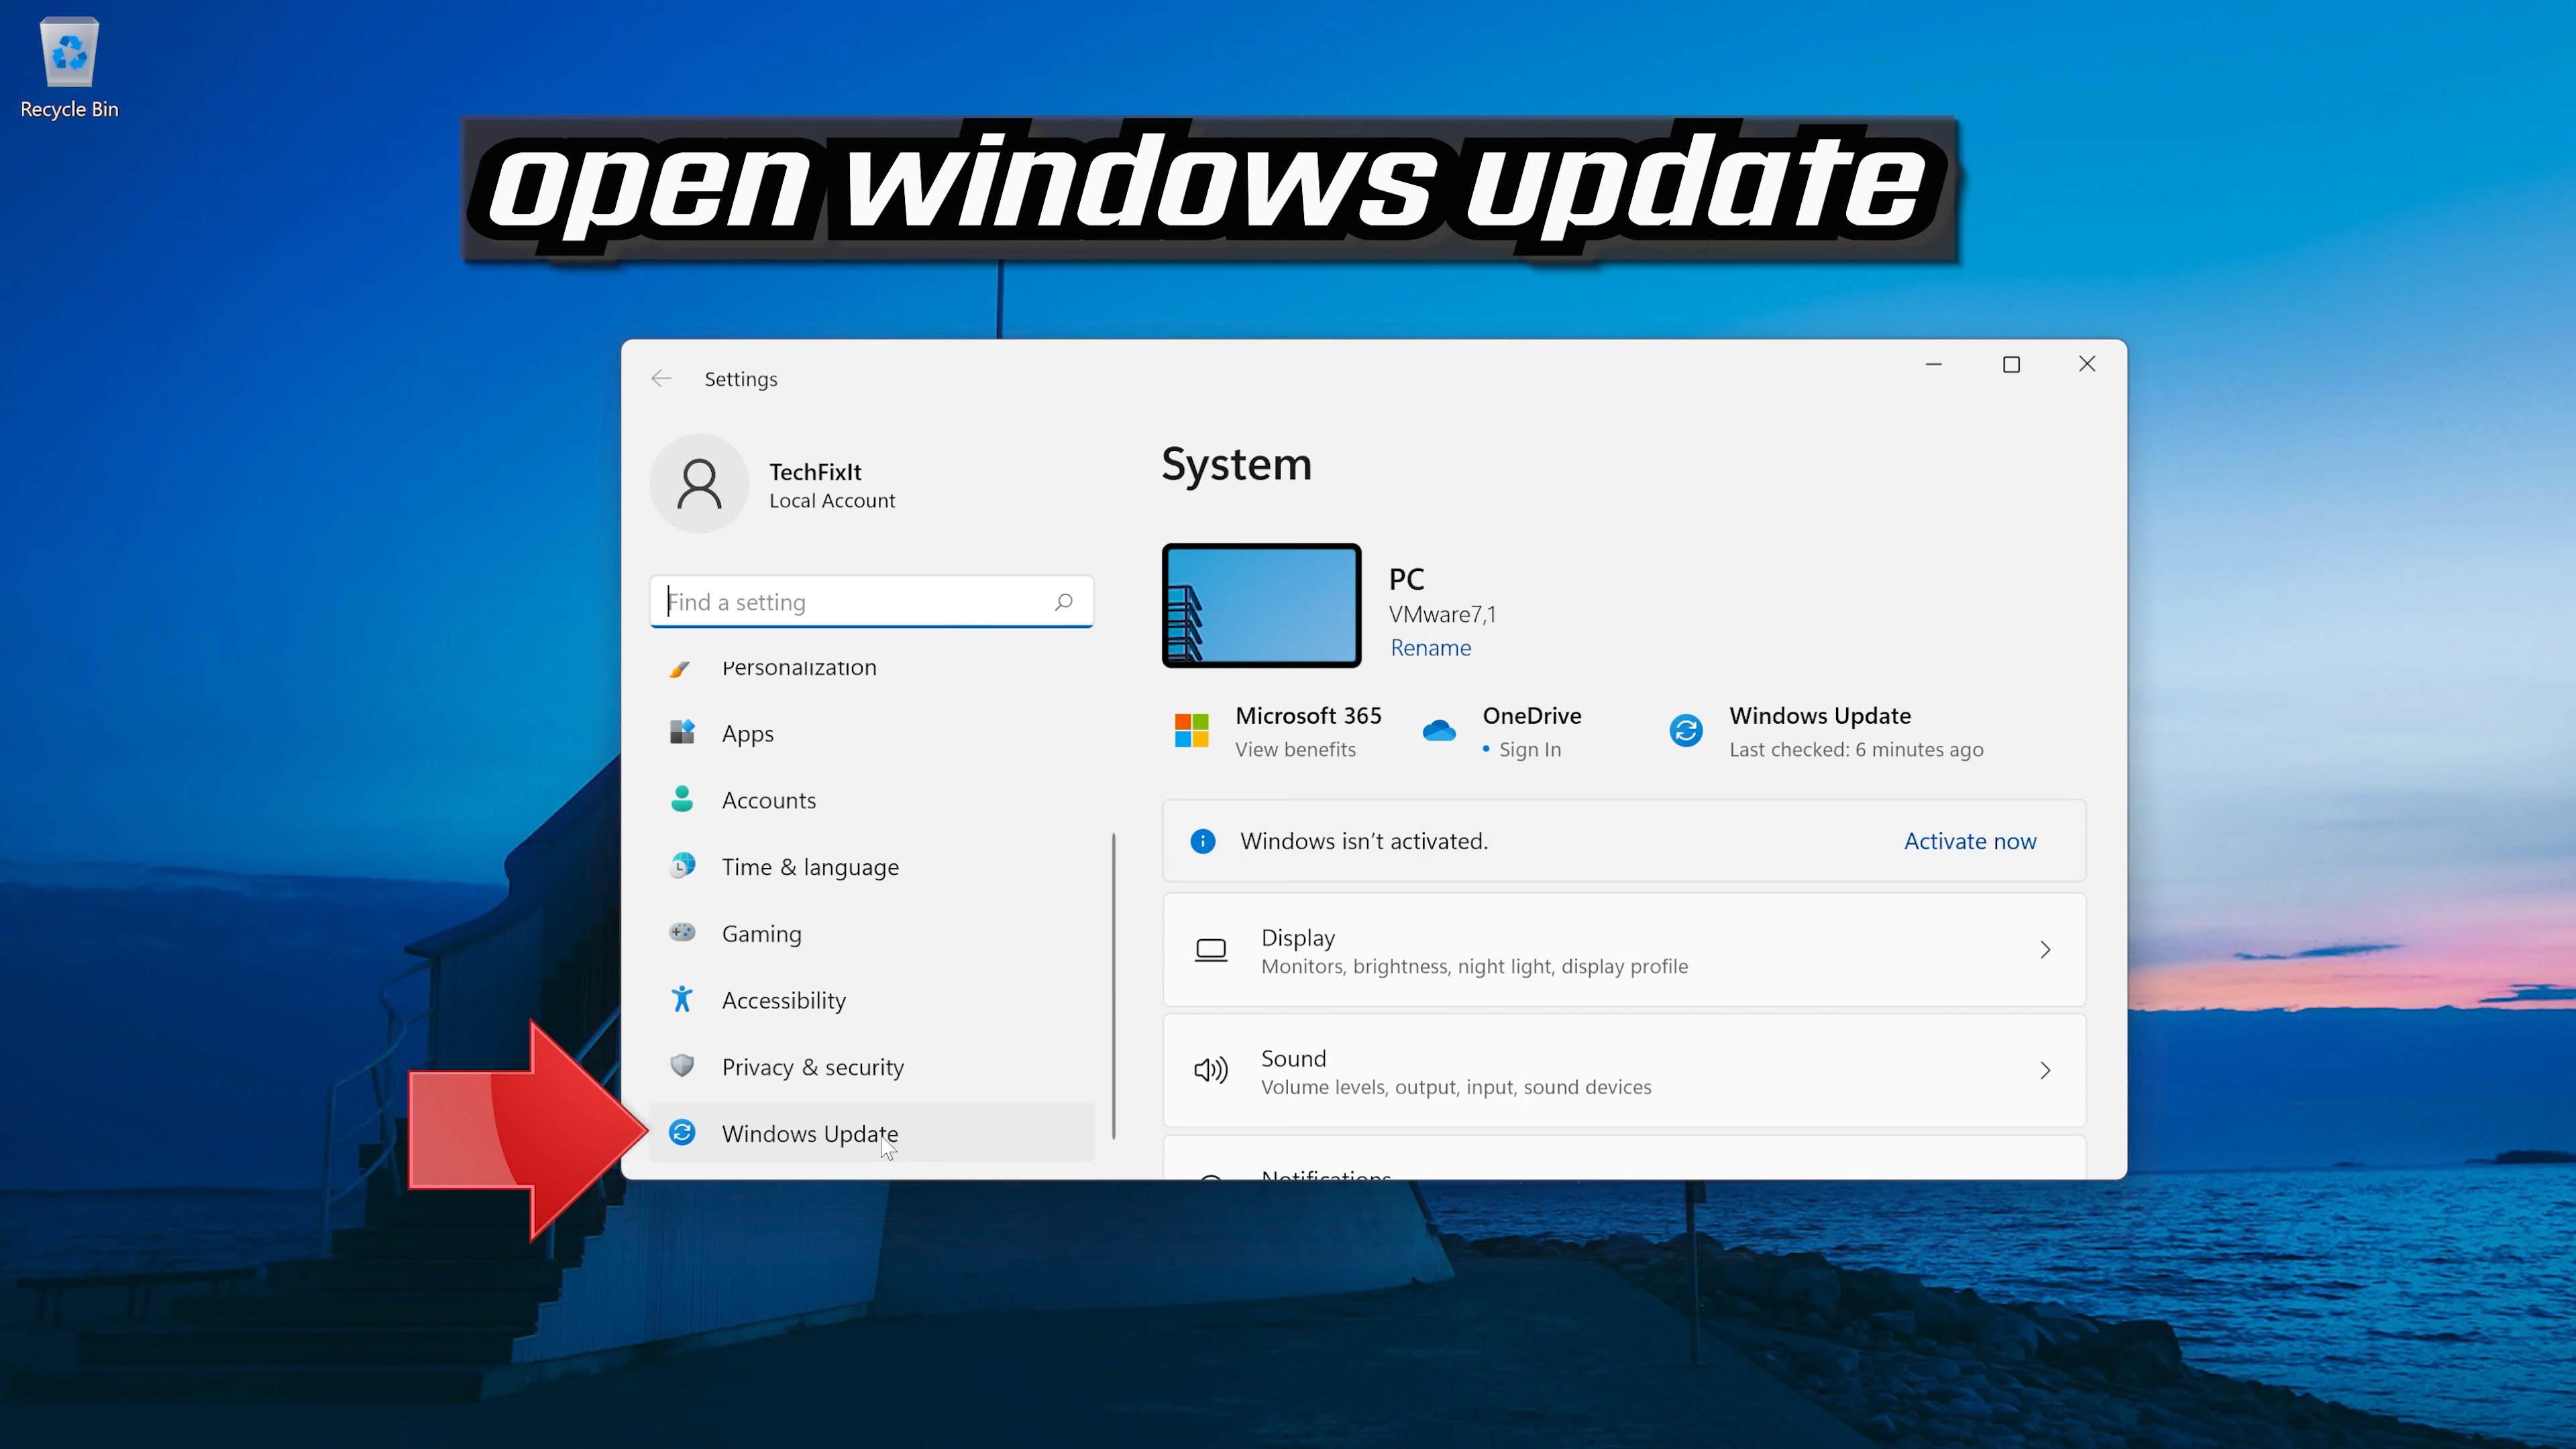 Recycle Bin
open windows update
Settings
TechFixIt
Local Account
Find a setting
Personalization
Apps
Accounts
Time & language
Gaming
Accessibility
Privacy & security
Windows Update
System
PC
VMware7,1
Rename
Microsoft 365
View benefits
OneDrive
• Sign In
Windows Update
Last checked: 6 minutes ago
Windows isn't activated.
Activate now
Display
Monitors, brightness, night light, display profile
Sound
Volume levels, output, input, sound devices
Notifications